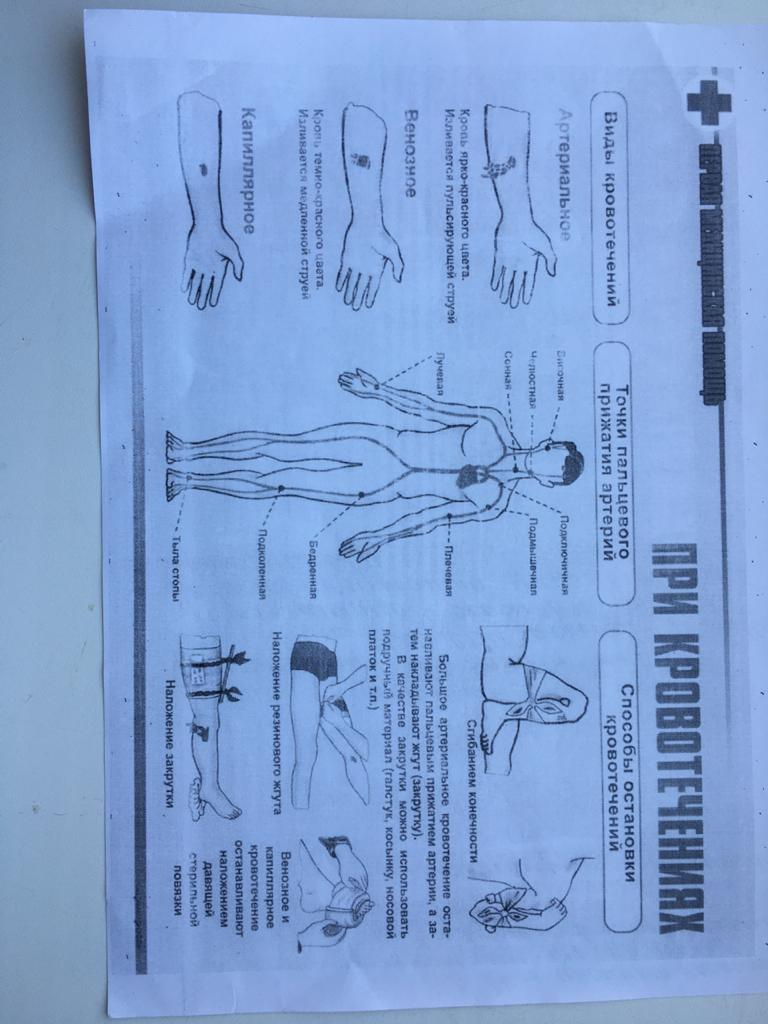 ПЕРВАЯ МЕДИЦИНСКАЯ ПОМОЩЬ
ПРИ КРОВОТЕЧЕНИЯХ
Виды кровотечений
Артериальное
Кровь ярко-красного цвета.
Изливается пульсирующей струей
Венозное
Кровь темно-красного цвета.
Изливается медленной струей
Капиллярное
Точки пальцевого
прижатия артерий
Височная
Челюстная
Сонная
Лучевая
Подключичная
Подмышечная
Плечевая
Бедренная
Подколенная
Тыла стопы
Способы остановки
кровотечений
Сгибанием конечности
Большое артериальное кровотечение оста-
навливают пальцевым прижатием артерии, а за-
тем накладывают жгут (закрутку).
В качестве закрутки можно использовать
подручный материал (галстук, косынку, носовой
платок и т.п.)
Наложение резинового жгута
Наложение закрутки
Венозное и
капиллярное
кровотечение
останавливают
наложением
давящей
стерильной
повязки